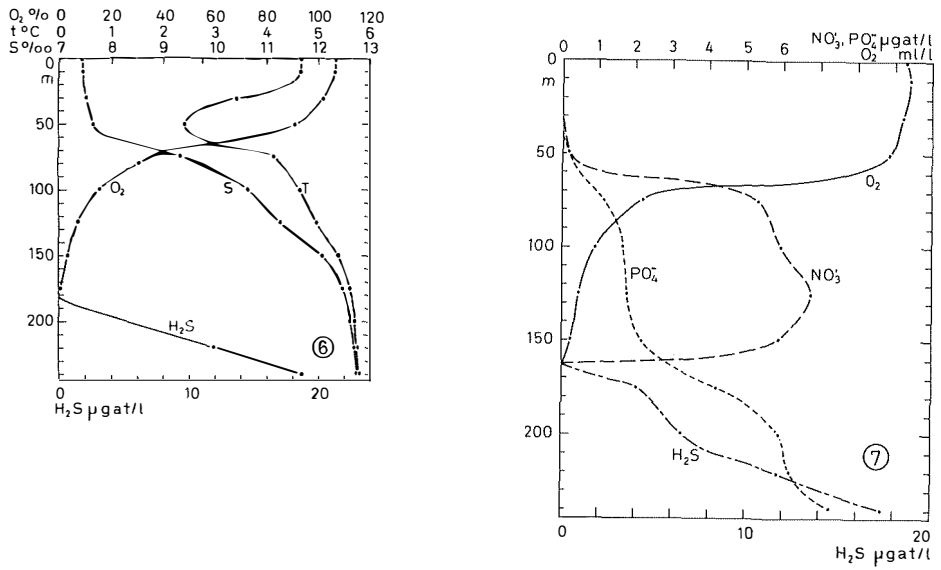 O₂ % 0 20 40 60 80 100 120
t °C 0 1 2 3 4 5 6
S °/oo 7 8 9 10 11 12 13
0
m
50
100
150
200
O₂
S
T
H₂S
⑥
0 10 20
H₂S µgat/l
0 1 2 3 4 5 6 NO₃', PO₄⁻ µgat/l
O₂ ml/l
0
m
50
100
150
200
O₂
PO₄⁻
NO₃'
H₂S
⑦
0 10 20
H₂S µgat/l